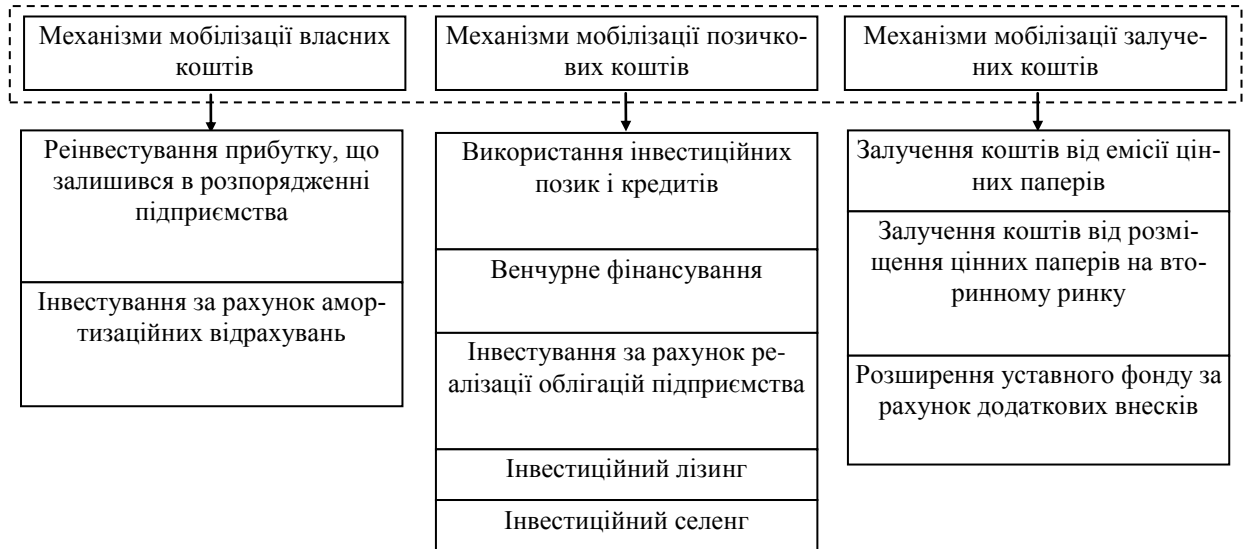 Механізми мобілізації власних
коштів
Механізми мобілізації позичко-
вих коштів
Механізми мобілізації залуче-
них коштів
Реінвестування прибутку, що
залишився в розпорядженні
підприємства
Інвестування за рахунок амор-
тизаційних відрахувань
Використання інвестиційних
позик і кредитів
Венчурне фінансування
Інвестування за рахунок ре-
алізації облігацій підприємства
Інвестиційний лізинг
Інвестиційний селенг
Залучення коштів від емісії цін-
них паперів
Залучення коштів від розмі-
щення цінних паперів на вто-
ринному ринку
Розширення уставного фонду за
рахунок додаткових внесків